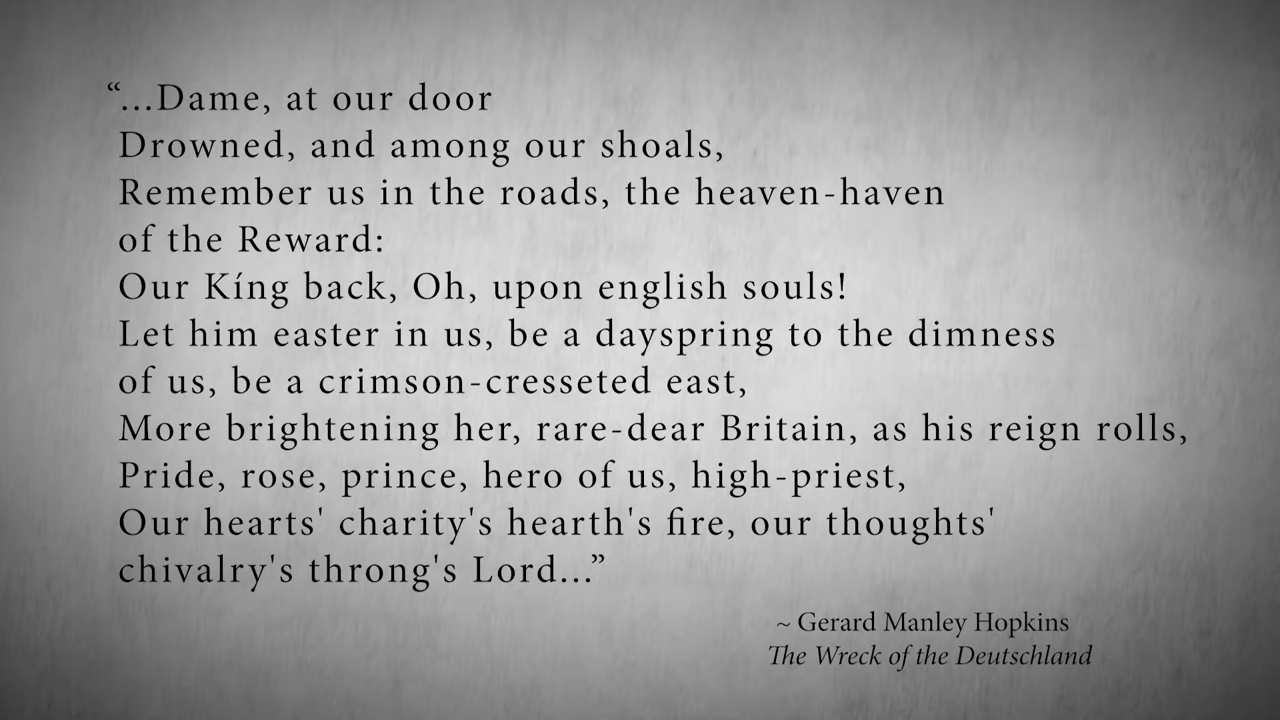 “...Dame, at our door
Drowned, and among our shoals,
Remember us in the roads, the heaven-haven
of the Reward:
Our Kíng back, Oh, upon english souls!
Let him easter in us, be a dayspring to the dimness
of us, be a crimson-cresseted east,
More brightening her, rare-dear Britain, as his reign rolls,
Pride, rose, prince, hero of us, high-priest,
Our hearts' charity's hearth's fire, our thoughts'
chivalry's throng's Lord...”
~ Gerard Manley Hopkins
The Wreck of the Deutschland